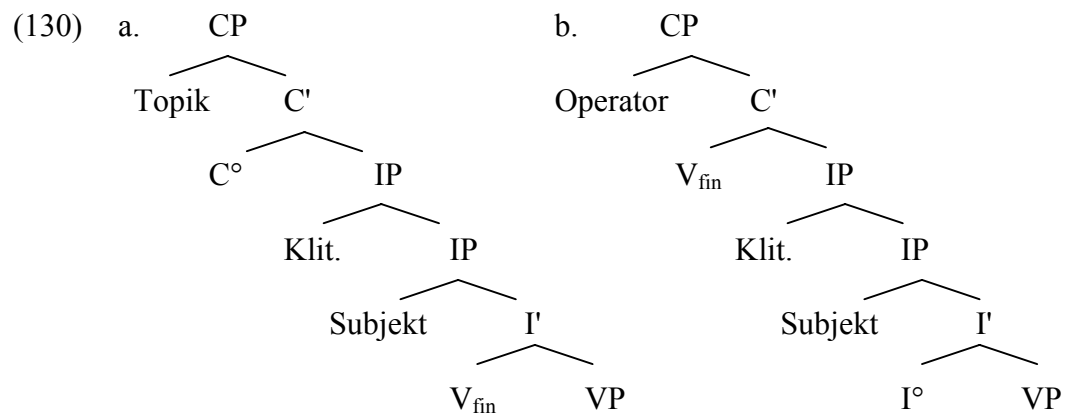 (130) a. CP b. CP
Topik C' Operator C'
C° IP V_fin IP
Klit. IP Klit. IP
Subjekt I' Subjekt I'
V_fin VP I° VP